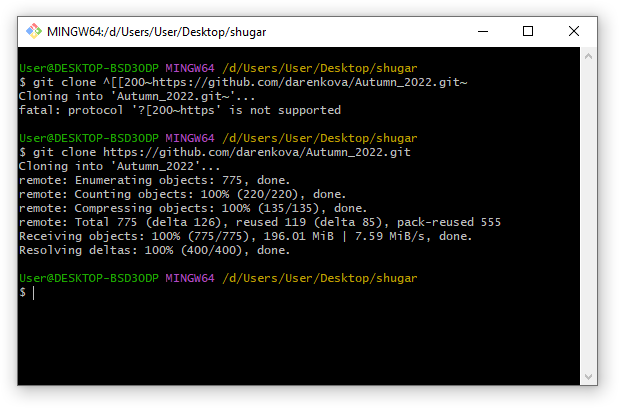 MINGW64:/d/Users/User/Desktop/shugar
User@DESKTOP-BSD3ODP MINGW64 /d/Users/User/Desktop/shugar
$ git clone ^[[200~https://github.com/darenkova/Autumn_2022.git~
Cloning into 'Autumn_2022.git~'...
fatal: protocol '?[200~https' is not supported
User@DESKTOP-BSD3ODP MINGW64 /d/Users/User/Desktop/shugar
$ git clone https://github.com/darenkova/Autumn_2022.git
Cloning into 'Autumn_2022'...
remote: Enumerating objects: 775, done.
remote: Counting objects: 100% (220/220), done.
remote: Compressing objects: 100% (135/135), done.
remote: Total 775 (delta 126), reused 119 (delta 85), pack-reused 555
Receiving objects: 100% (775/775), 196.01 MiB | 7.59 MiB/s, done.
Resolving deltas: 100% (400/400), done.
User@DESKTOP-BSD3ODP MINGW64 /d/Users/User/Desktop/shugar
$